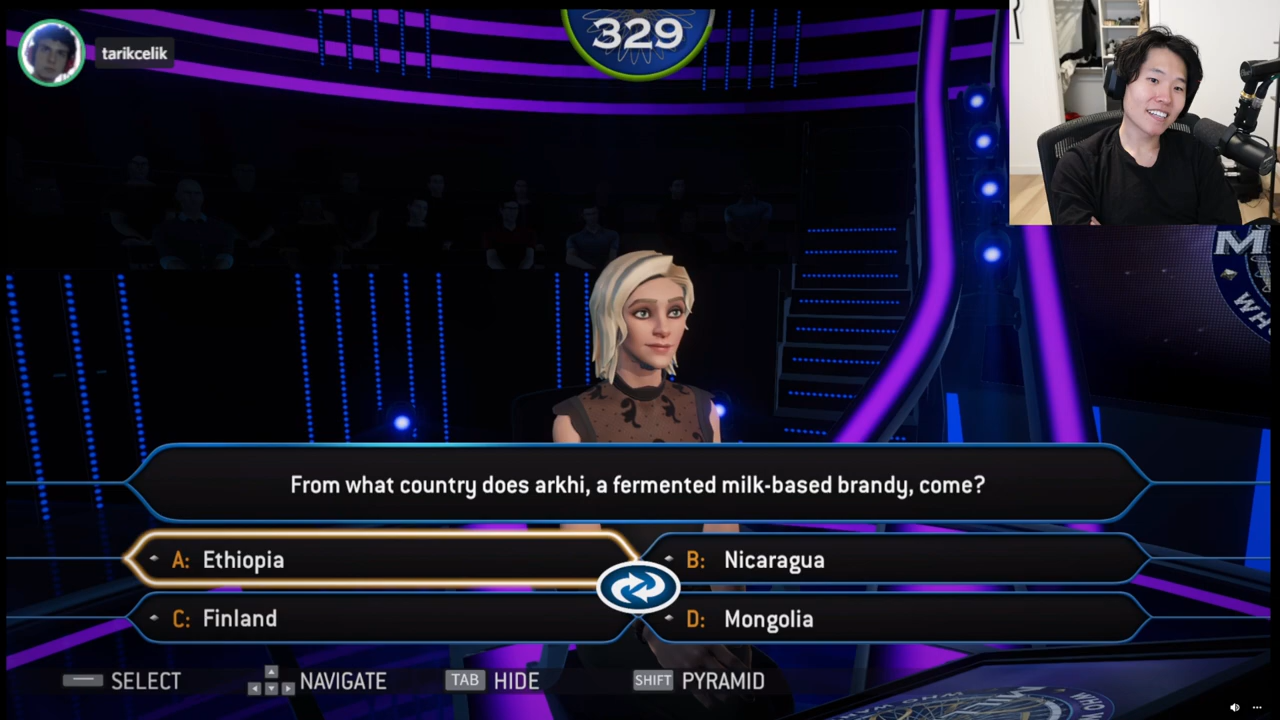 tarikcelik
329
From what country does arkhi, a fermented milk-based brandy, come?
A: Ethiopia
B: Nicaragua
C: Finland
D: Mongolia
SELECT
NAVIGATE
TAB HIDE
SHIFT PYRAMID